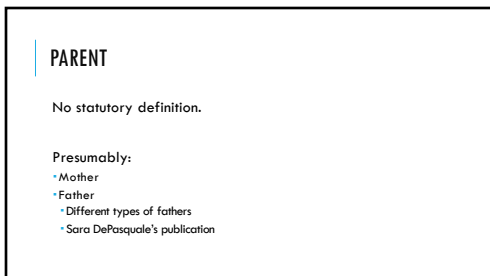 PARENT
No statutory definition.
Presumably:
▪Mother
▪Father
▪Different types of fathers
▪Sara DePasquale's publication